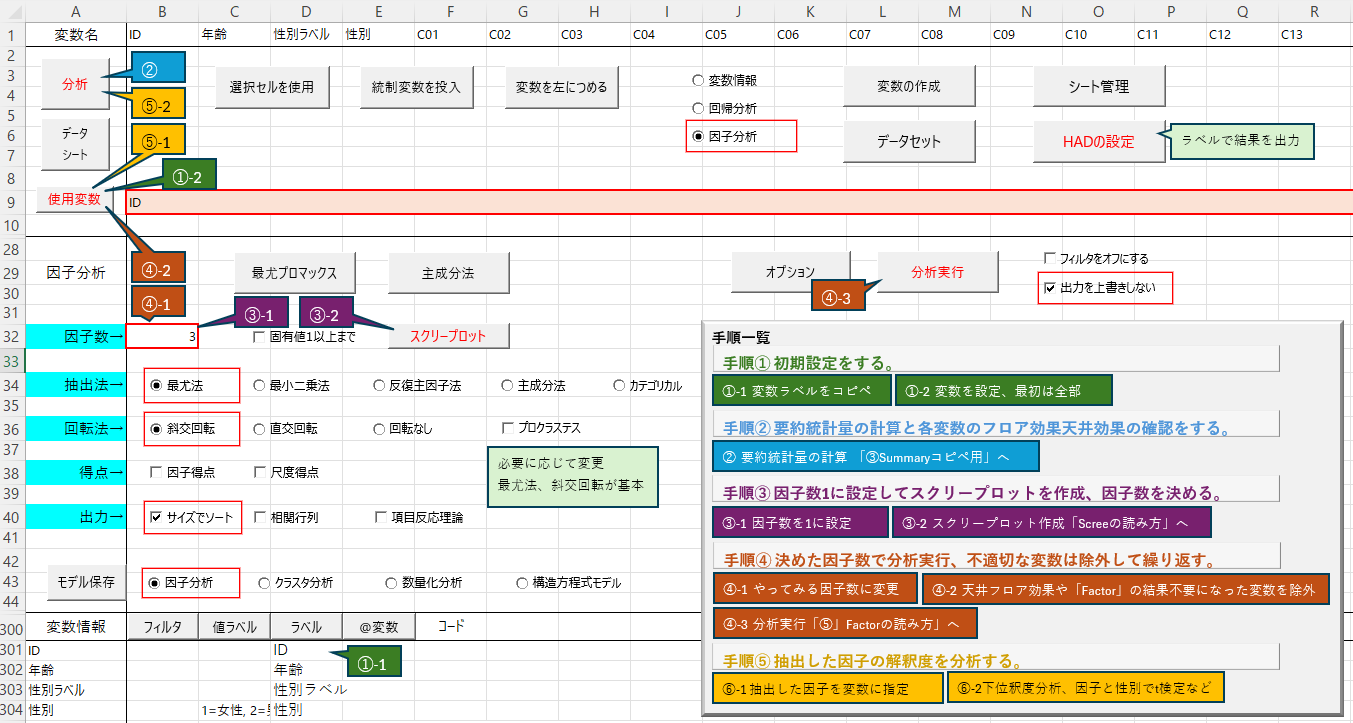 A B C D E F G H I J K L M N O P Q R
1 変数名 ID 年齢 性別ラベル 性別 C01 C02 C03 C04 C05 C06 C07 C08 C09 C10 C11 C12 C13
2
3 分析 ② 選択セルを使用 統制変数を投入 変数を左につめる 変数情報 変数の作成 シート管理
4
5 ⑤-2 回帰分析
6 データ シート ⑤-1 因子分析 データセット HADの設定 ラベルで結果を出力
7
8 ①-2
9 使用変数 ID
10
28 フィルタをオフにする
29 因子分析 ④-2 最尤プロマックス 主成分法 オプション 分析実行
30 ④-1 ④-3 出力を上書きしない
31 ③-1 ③-2
32 因子数→ 3 固有値1以上まで スクリープロット
33
34 抽出法→ 最尤法 最小二乗法 反復主因子法 主成分法 カテゴリカル
35
36 回転法→ 斜交回転 直交回転 回転なし プロクラステス
37
38 得点→ 因子得点 尺度得点
必要に応じて変更
最尤法、斜交回転が基本
39
40 出力→ サイズでソート 相関行列 項目反応理論
41
42
43 モデル保存 因子分析 クラスタ分析 数量化分析 構造方程式モデル
44
300 変数情報 フィルタ 値ラベル ラベル @変数 コード
301 ID ID ①-1
302 年齢 年齢
303 性別ラベル 性別ラベル
304 性別 1=女性, 2= 性別
手順一覧
手順① 初期設定をする。
①-1 変数ラベルをコピペ ①-2 変数を設定、最初は全部
手順② 要約統計量の計算と各変数のフロア効果天井効果の確認をする。
② 要約統計量の計算 「③Summaryコピペ用」へ
手順③ 因子数1に設定してスクリープロットを作成、因子数を決める。
③-1 因子数を1に設定 ③-2 スクリープロット作成「Screeの読み方」へ
手順④ 決めた因子数で分析実行、不適切な変数は除外して繰り返す。
④-1 やってみる因子数に変更 ④-2 天井フロア効果や「Factor」の結果不要になった変数を除外
④-3 分析実行「⑤」Factorの読み方」へ
手順⑤ 抽出した因子の解釈度を分析する。
⑥-1 抽出した因子を変数に指定 ⑥-2下位釈度分析、因子と性別でt検定など